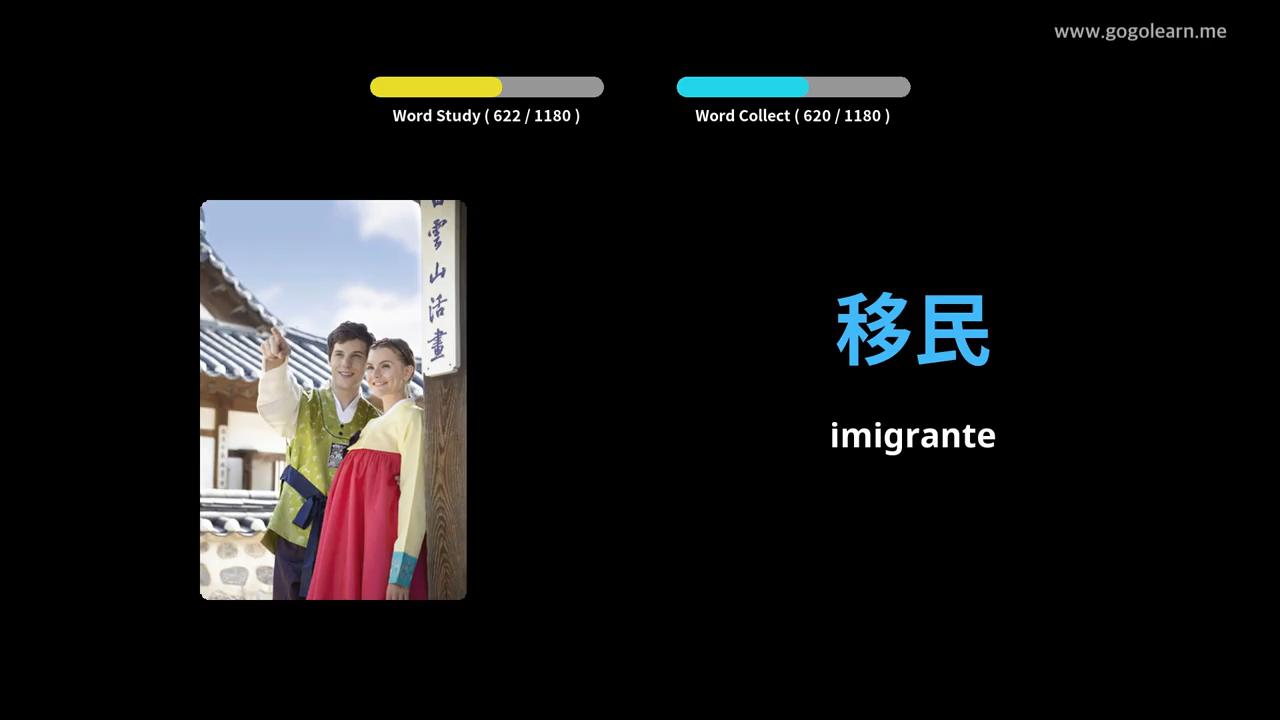 www.gogolearn.me
Word Study ( 622 / 1180 )
Word Collect ( 620 / 1180 )
雲山活畫
移民
imigrante